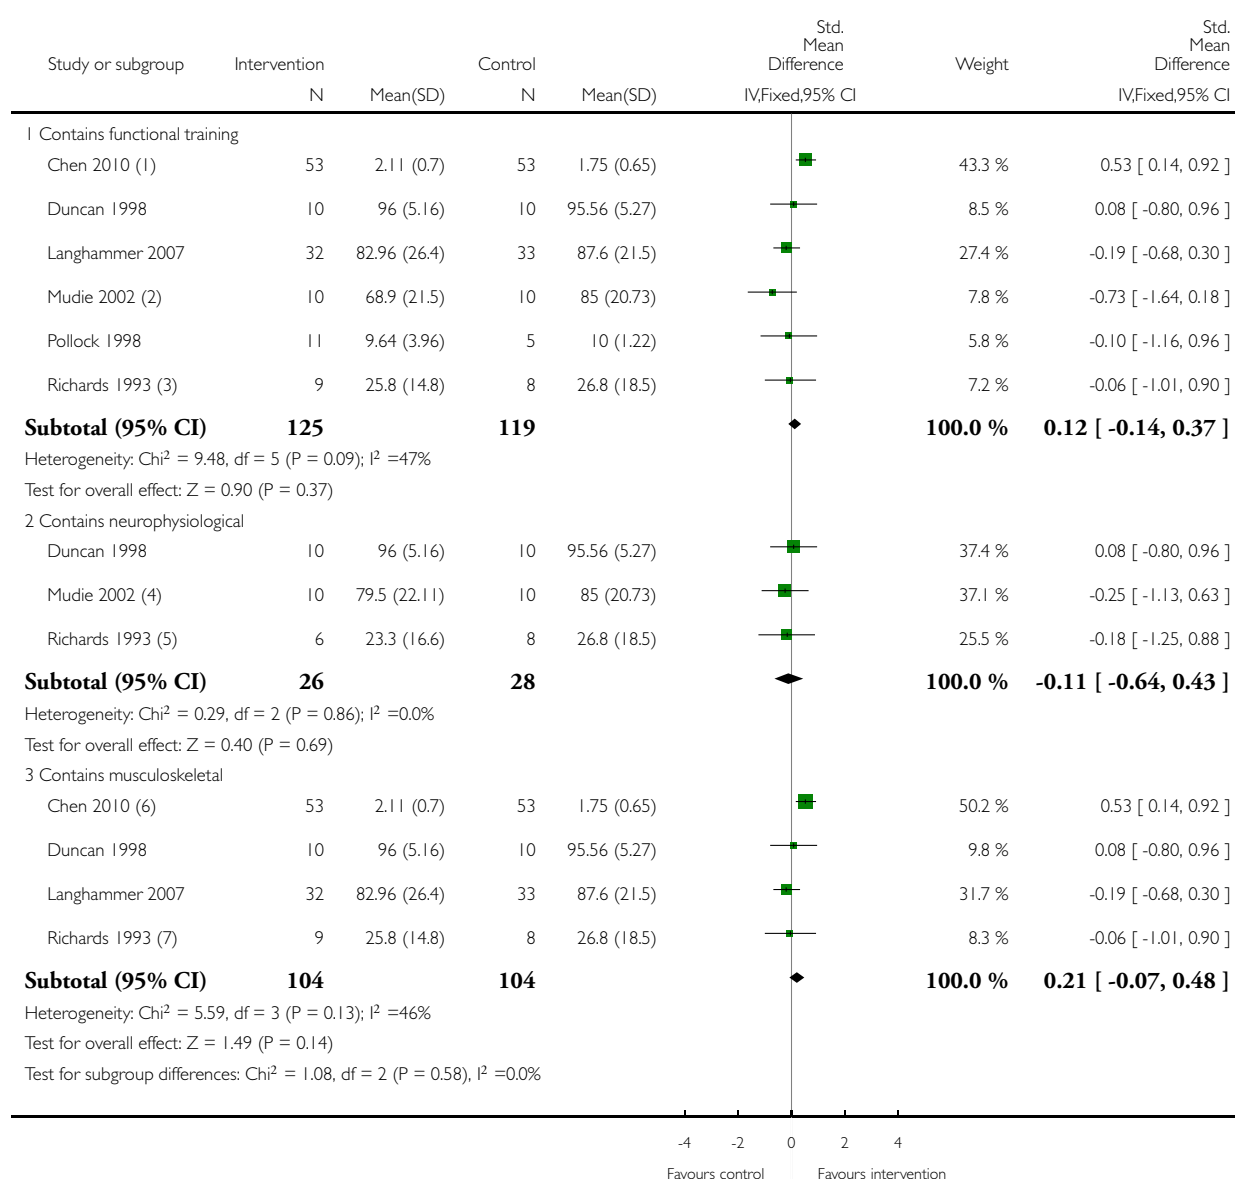 Std. Mean Difference Std. Mean Difference
Study or subgroup Intervention Control Weight
N Mean(SD) N Mean(SD) IV,Fixed,95% CI IV,Fixed,95% CI
1 Contains functional training
Chen 2010 (1) 53 2.11 (0.7) 53 1.75 (0.65) 43.3 % 0.53 [ 0.14, 0.92 ]
Duncan 1998 10 96 (5.16) 10 95.56 (5.27) 8.5 % 0.08 [ -0.80, 0.96 ]
Langhammer 2007 32 82.96 (26.4) 33 87.6 (21.5) 27.4 % -0.19 [ -0.68, 0.30 ]
Mudie 2002 (2) 10 68.9 (21.5) 10 85 (20.73) 7.8 % -0.73 [ -1.64, 0.18 ]
Pollock 1998 11 9.64 (3.96) 5 10 (1.22) 5.8 % -0.10 [ -1.16, 0.96 ]
Richards 1993 (3) 9 25.8 (14.8) 8 26.8 (18.5) 7.2 % -0.06 [ -1.01, 0.90 ]
Subtotal (95% CI) 125 119 100.0 % 0.12 [ -0.14, 0.37 ]
Heterogeneity: Chi² = 9.48, df = 5 (P = 0.09); I² =47%
Test for overall effect: Z = 0.90 (P = 0.37)
2 Contains neurophysiological
Duncan 1998 10 96 (5.16) 10 95.56 (5.27) 37.4 % 0.08 [ -0.80, 0.96 ]
Mudie 2002 (4) 10 79.5 (22.11) 10 85 (20.73) 37.1 % -0.25 [ -1.13, 0.63 ]
Richards 1993 (5) 6 23.3 (16.6) 8 26.8 (18.5) 25.5 % -0.18 [ -1.25, 0.88 ]
Subtotal (95% CI) 26 28 100.0 % -0.11 [ -0.64, 0.43 ]
Heterogeneity: Chi² = 0.29, df = 2 (P = 0.86); I² =0.0%
Test for overall effect: Z = 0.40 (P = 0.69)
3 Contains musculoskeletal
Chen 2010 (6) 53 2.11 (0.7) 53 1.75 (0.65) 50.2 % 0.53 [ 0.14, 0.92 ]
Duncan 1998 10 96 (5.16) 10 95.56 (5.27) 9.8 % 0.08 [ -0.80, 0.96 ]
Langhammer 2007 32 82.96 (26.4) 33 87.6 (21.5) 31.7 % -0.19 [ -0.68, 0.30 ]
Richards 1993 (7) 9 25.8 (14.8) 8 26.8 (18.5) 8.3 % -0.06 [ -1.01, 0.90 ]
Subtotal (95% CI) 104 104 100.0 % 0.21 [ -0.07, 0.48 ]
Heterogeneity: Chi² = 5.59, df = 3 (P = 0.13); I² =46%
Test for overall effect: Z = 1.49 (P = 0.14)
Test for subgroup differences: Chi² = 1.08, df = 2 (P = 0.58), I² =0.0%
-4 -2 0 2 4
Favours control Favours intervention